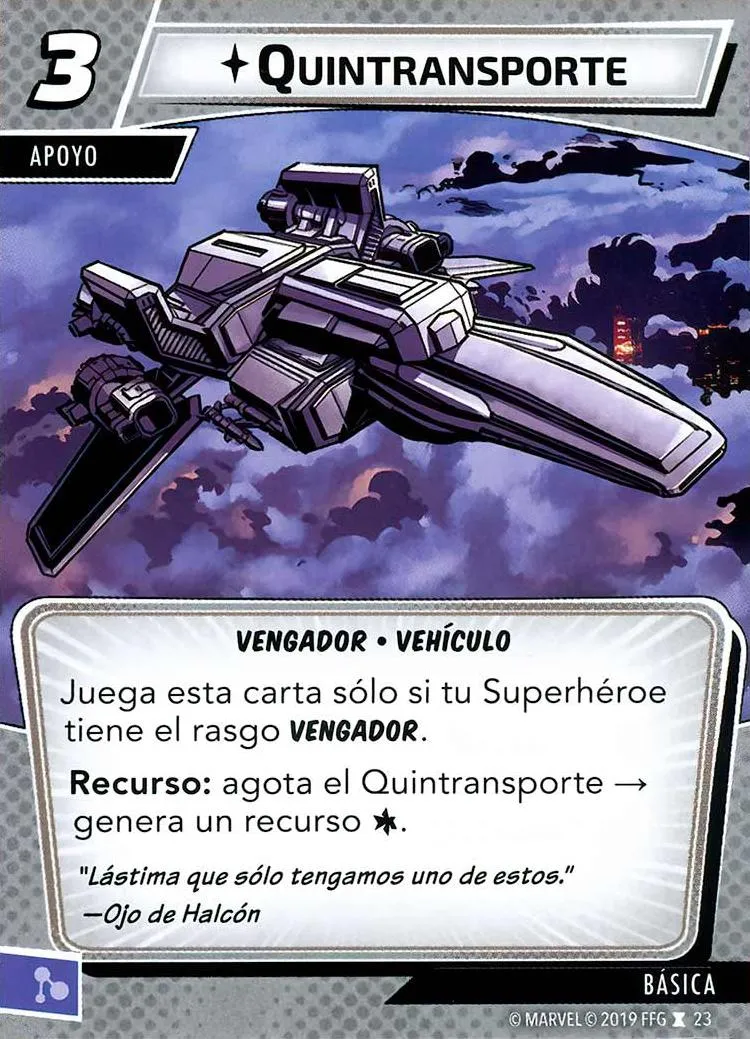 3
QUINTRANSPORTE
APOYO
VENGADOR • VEHÍCULO
Juega esta carta sólo si tu Superhéroe
tiene el rasgo VENGADOR.
Recurso: agota el Quintransporte →
genera un recurso.
"Lástima que sólo tengamos uno de estos."
—Ojo de Halcón
BÁSICA
© MARVEL © 2019 FFG 23